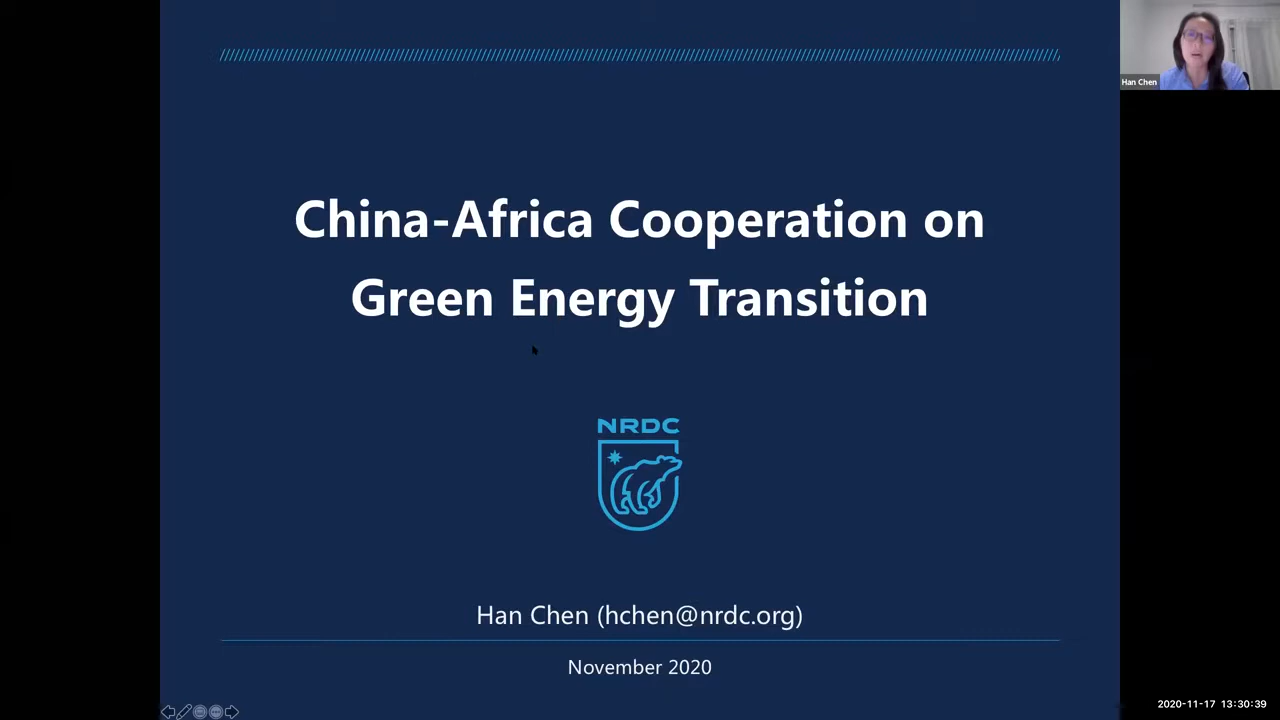 Han Chen
China-Africa Cooperation on
Green Energy Transition
NRDC
Han Chen (hchen@nrdc.org)
November 2020
2020-11-17 13:30:39